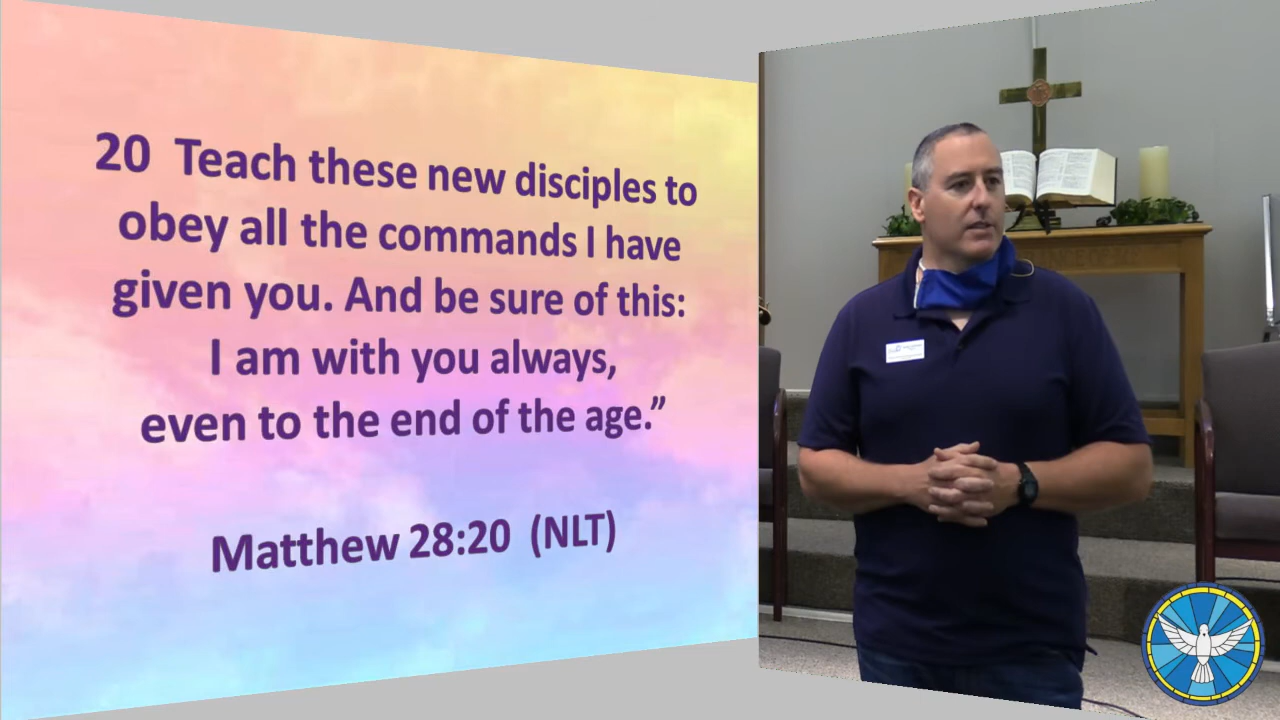 20 Teach these new disciples to
obey all the commands I have
given you. And be sure of this:
I am with you always,
even to the end of the age.”
Matthew 28:20 (NLT)